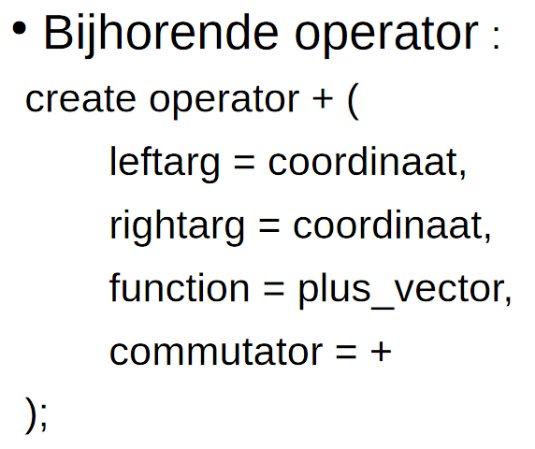 • Bijhorende operator :
create operator + (
leftarg = coordinaat,
rightarg = coordinaat,
function = plus_vector,
commutator = +
);